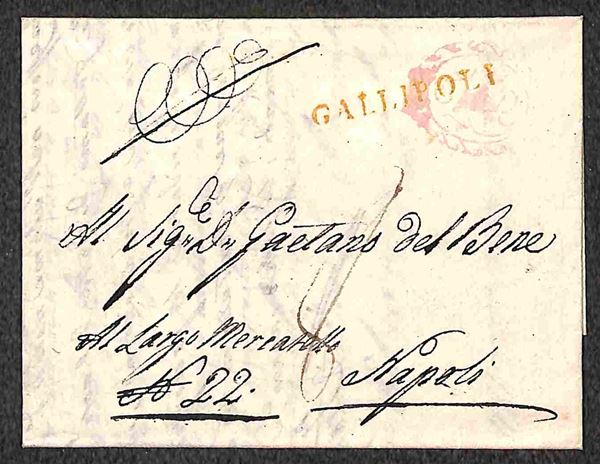 GALLIPOLI
Al Sig.e D.n Gaetano del Bene
Al Largo Mercatello
N 22. Napoli